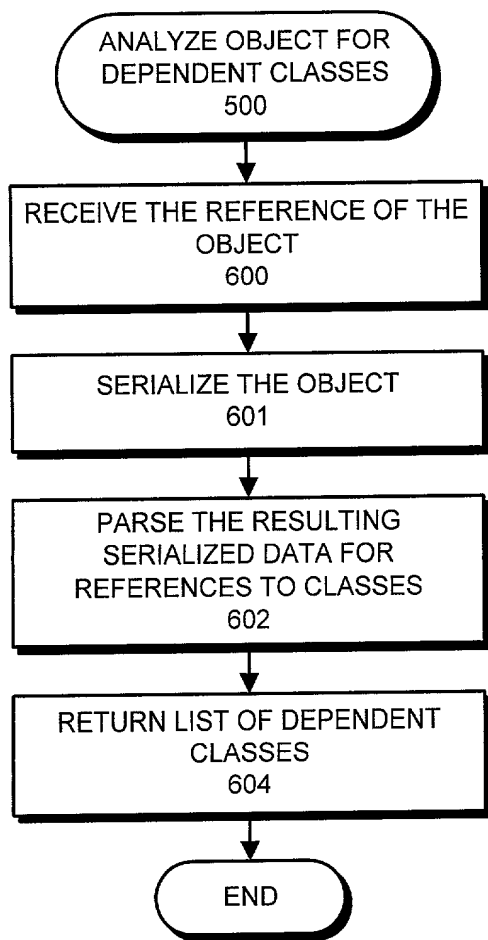 ANALYZE OBJECT FOR
DEPENDENT CLASSES
500
RECEIVE THE REFERENCE OF THE
OBJECT
600
SERIALIZE THE OBJECT
601
PARSE THE RESULTING
SERIALIZED DATA FOR
REFERENCES TO CLASSES
602
RETURN LIST OF DEPENDENT
CLASSES
604
END